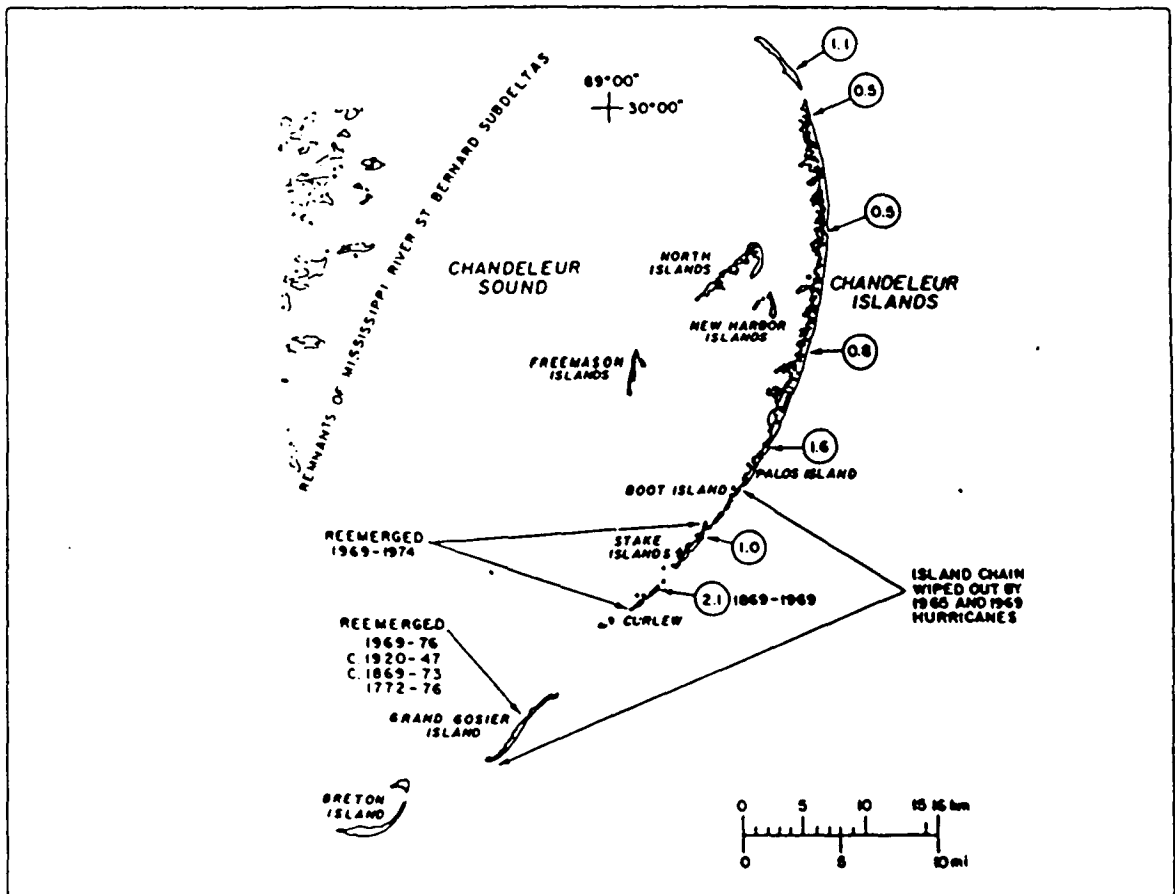 1.1
89°00"
30°00"
0.5
REMNANTS OF MISSISSIPPI RIVER ST BERNARD SUBDELTAS
0.5
NORTH
ISLANDS
CHANDELEUR
SOUND
CHANDELEUR
ISLANDS
NEW HARBOR
ISLANDS
FREEMASON
ISLANDS
0.8
1.6
PALOS ISLAND
BOOT ISLAND
REEMERGED
1969-1974
STAKE
ISLANDS
1.0
ISLAND CHAIN
WIPED OUT BY
1965 AND 1969
HURRICANES
2.1 1869-1969
CURLEW
REEMERGED
1969-76
C. 1920-47
C. 1869-73
1772-76
GRAND GOSIER
ISLAND
BRETON
ISLAND
0 5 10 15 16 km
0 5 10 mi